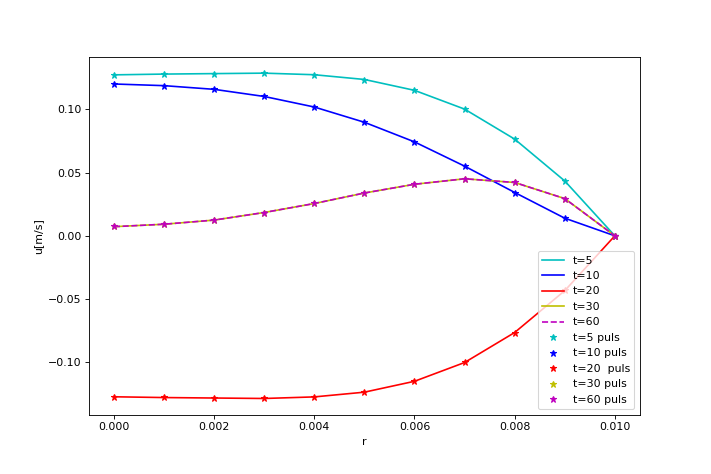 0.10
0.05
0.00
−0.05
−0.10
u[m/s]
0.000
0.002
0.004
0.006
0.008
0.010
r
t=5
t=10
t=20
t=30
t=60
t=5 puls
t=10 puls
t=20  puls
t=30 puls
t=60 puls